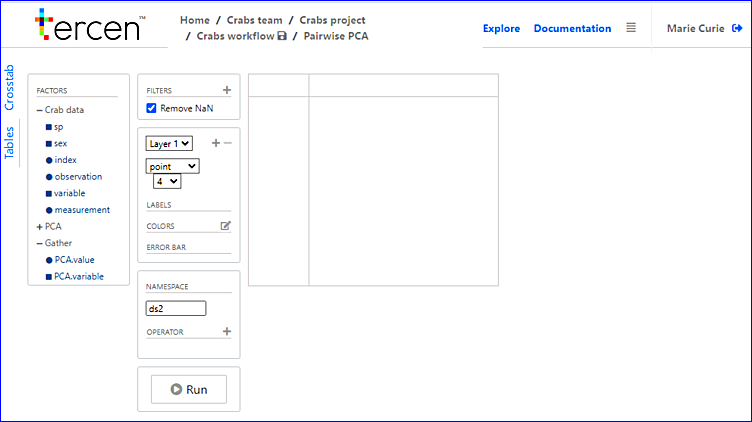 tercen™
Home / Crabs team / Crabs project
/ Crabs workflow / Pairwise PCA
Explore
Documentation
Marie Curie
Crosstab
Tables
FACTORS
Crab data
sp
sex
index
observation
variable
measurement
PCA
Gather
PCA.value
PCA.variable
FILTERS
Remove NaN
Layer 1
point
4
LABELS
COLORS
ERROR BAR
NAMESPACE
ds2
OPERATOR
Run